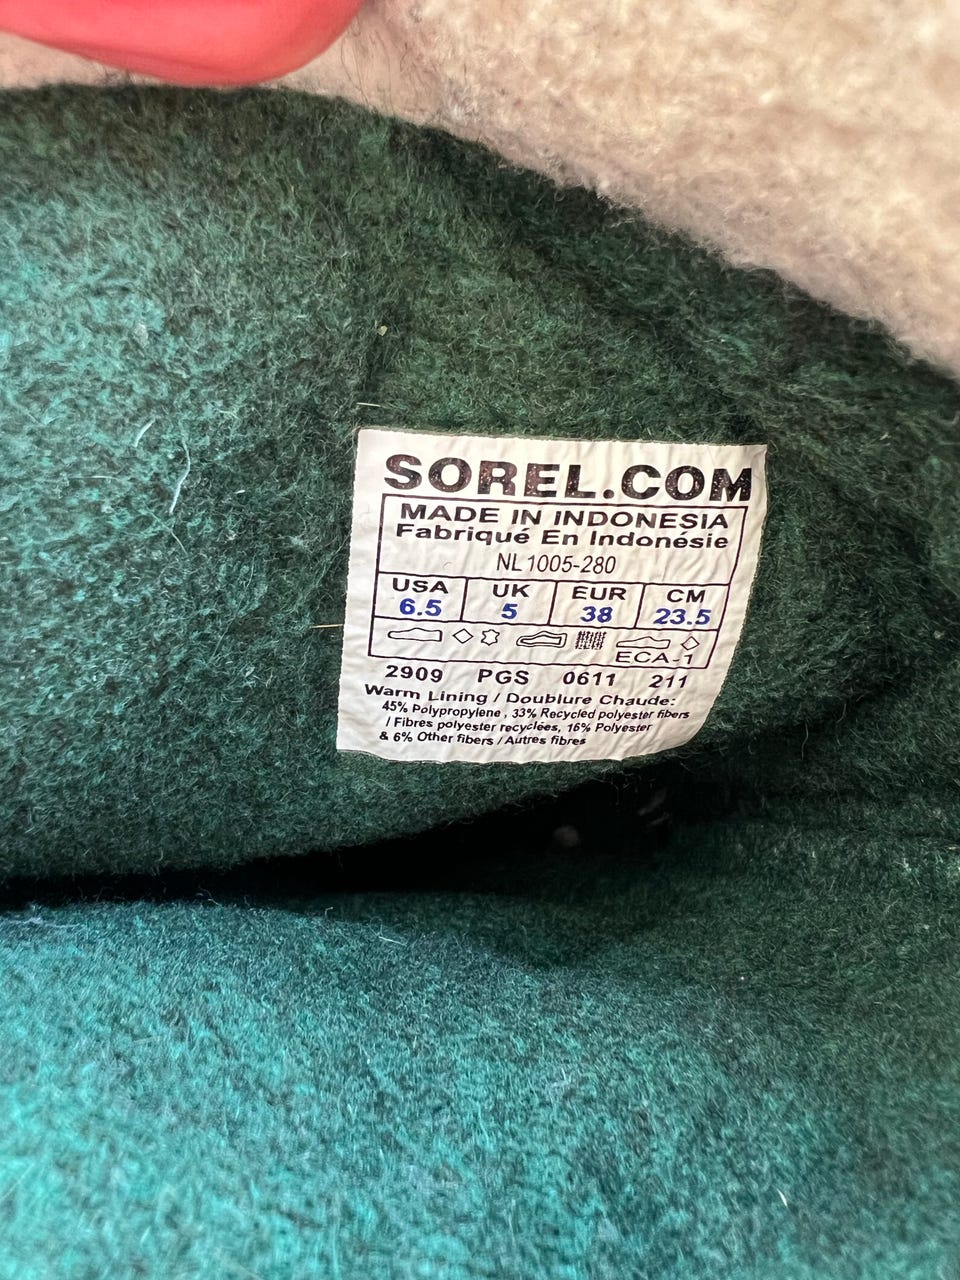 SOREL.COM
MADE IN INDONESIA
Fabriqué En Indonésie
NL1005-280
USA UK EUR CM
6.5 5 38 23.5
ECA-1
2909 PGS 0611 211
Warm Lining / Doublure Chaude:
45% Polypropylene , 33% Recycled polyester fibers
/ Fibres polyester recyclées, 16% Polyester
& 6% Other fibers / Autres fibres